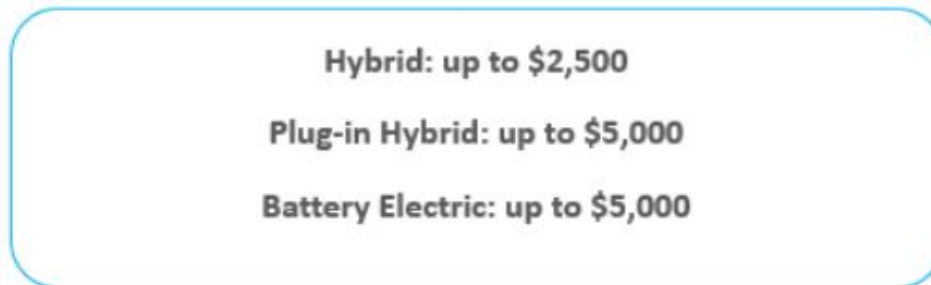 Hybrid: up to $2,500
Plug-in Hybrid: up to $5,000
Battery Electric: up to $5,000